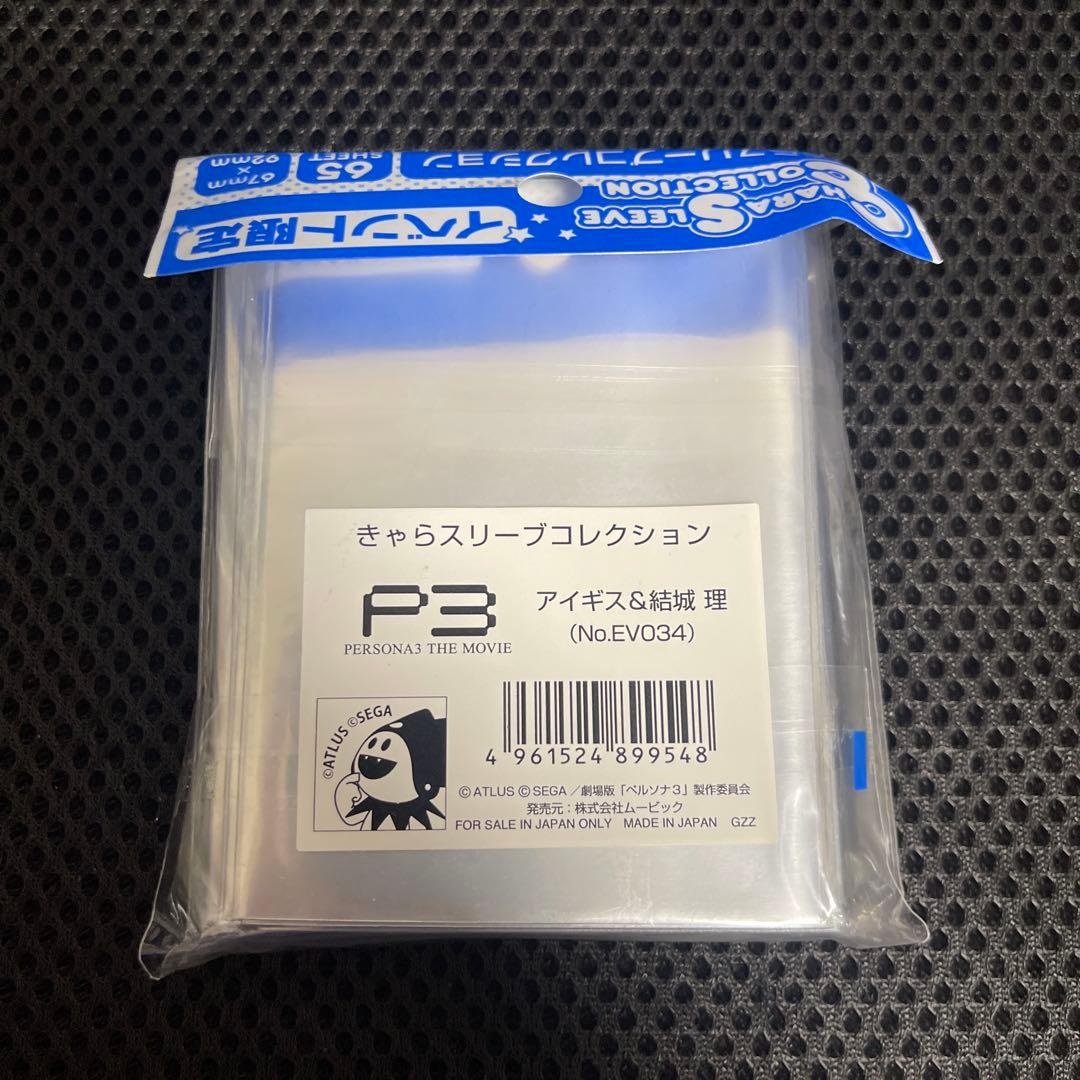 イベント限定
CHARA SLEEVE COLLECTION
スリーブコレクション
65
SHEET
67mm
×
92mm
きゃらスリーブコレクション
P3
PERSONA3 THE MOVIE
アイギス&結城 理
(No.EV034)
©ATLUS ©SEGA
4 961524 899548
© ATLUS © SEGA/劇場版「ペルソナ3」製作委員会
発売元:株式会社ムービック
FOR SALE IN JAPAN ONLY MADE IN JAPAN GZZ